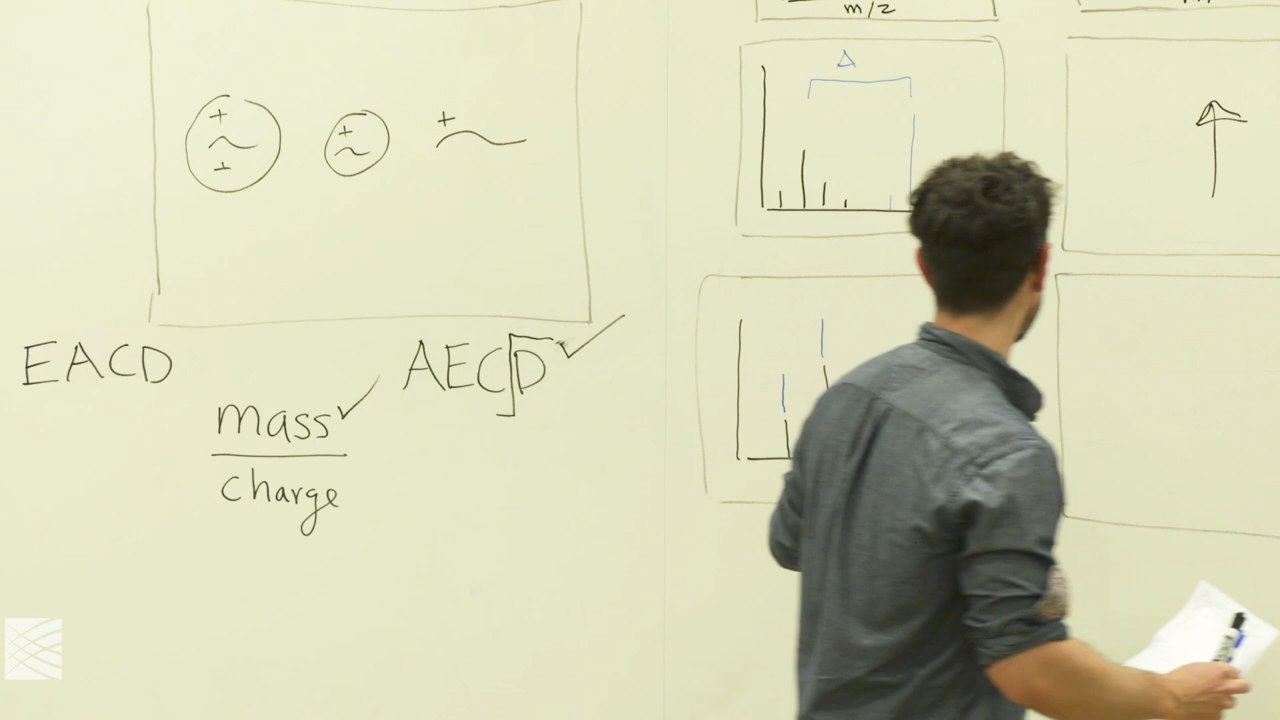 m/z
Δ
+
+
+
+
EACD
AECD
mass
charge